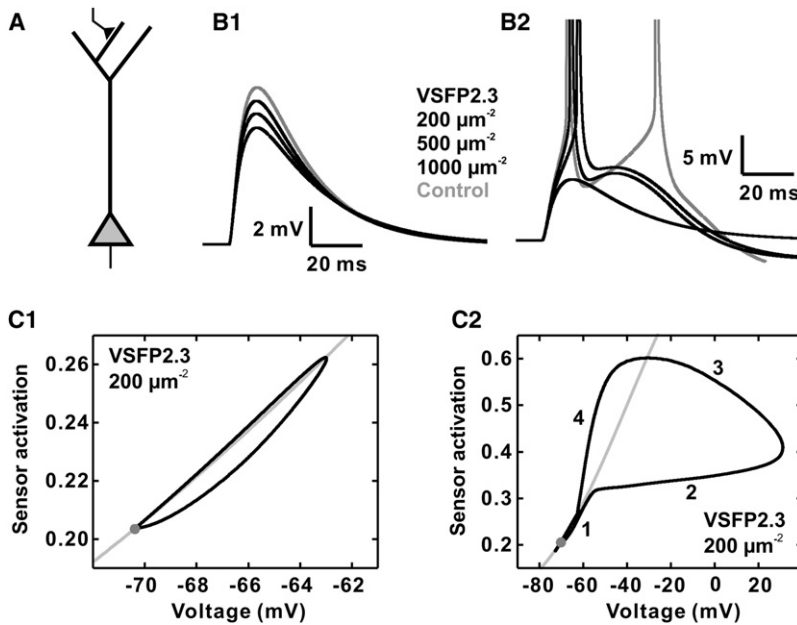 A
B1
B2
VSFP2.3
200 µm⁻²
500 µm⁻²
1000 µm⁻²
Control
2 mV
20 ms
5 mV
20 ms
C1
VSFP2.3
200 µm⁻²
Sensor activation
0.26
0.24
0.22
0.20
-70
-68
-66
-64
-62
Voltage (mV)
C2
Sensor activation
0.6
0.5
0.4
0.3
0.2
1
2
3
4
VSFP2.3
200 µm⁻²
-80
-60
-40
-20
0
20
Voltage (mV)